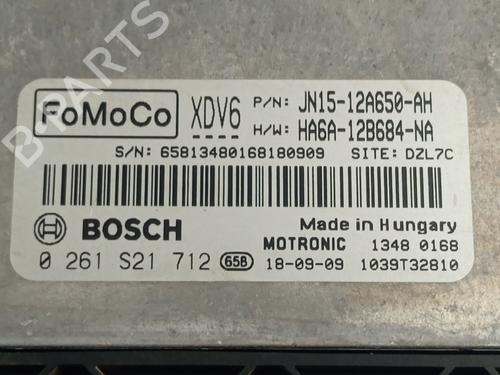 FoMoCo XDV6 P/N: JN15-12A650-AH
H/W: HA6A-12B684-NA
S/N: 65813480168180909 SITE: DZL7C
BOSCH Made in Hungary
MOTRONIC 1348 0168
0 261 S21 712 658 18-09-09 1039T32810